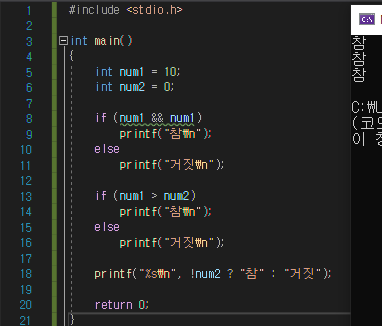 1 #include <stdio.h>
2
3 int main()
4 {
5 int num1 = 10;
6 int num2 = 0;
7
8 if (num1 && num1)
9 printf("참₩n");
10 else
11 printf("거짓₩n");
12
13 if (num1 > num2)
14 printf("참₩n");
15 else
16 printf("거짓₩n");
17
18 printf("%s₩n", !num2 ? "참" : "거짓");
19
20 return 0;
21 }
C:\
참
참
참
C:₩
(코드
이 창